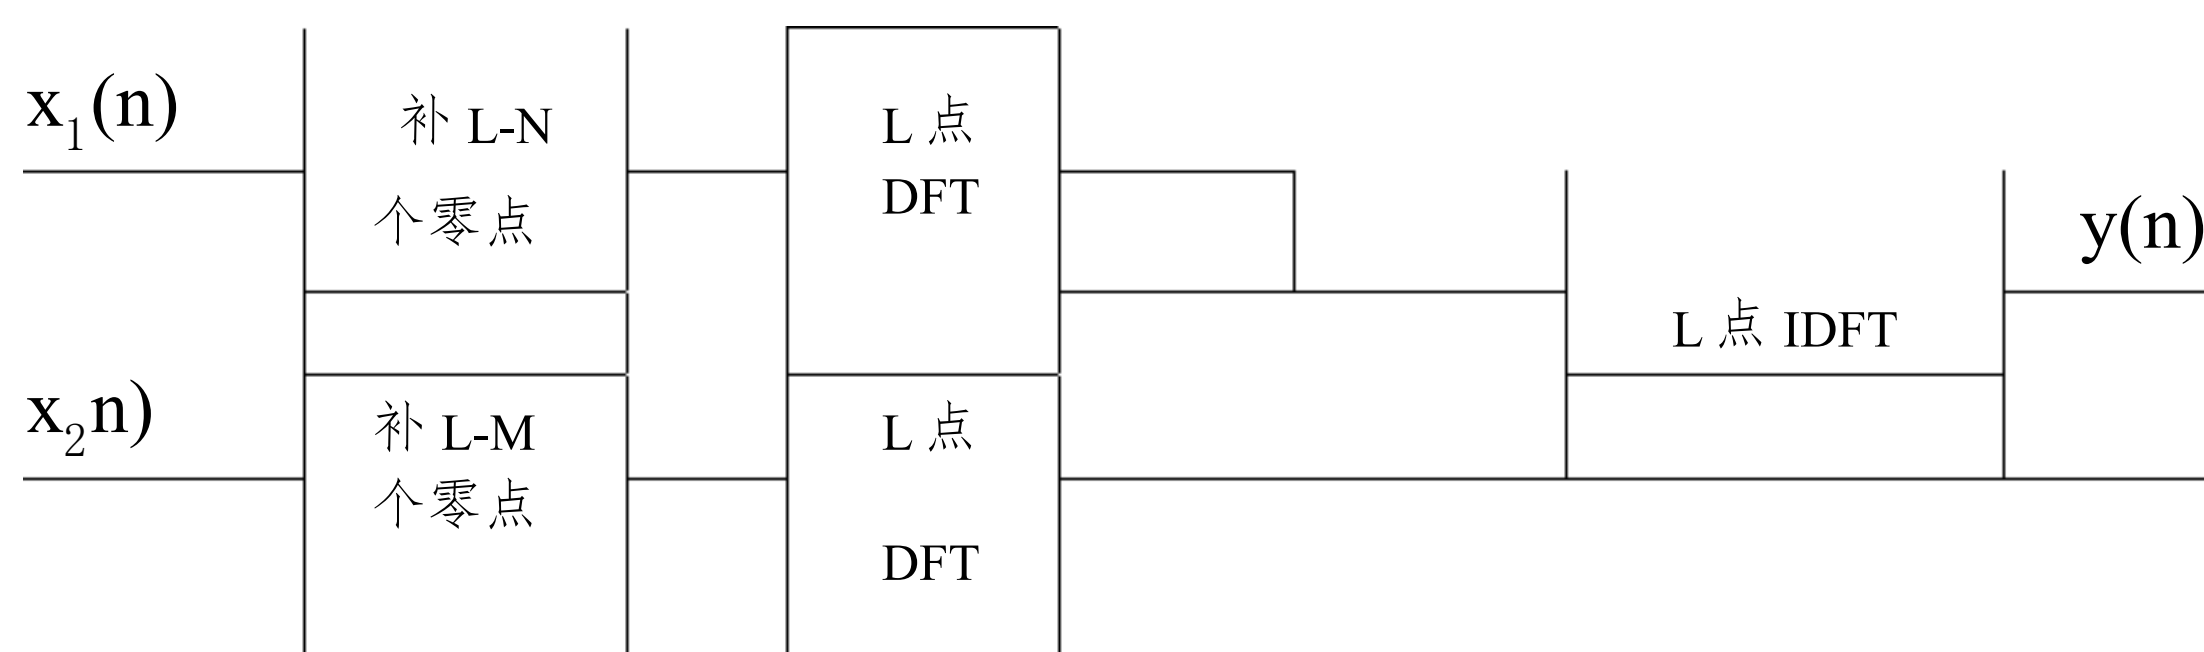 x₁(n)
补 L-N
个零点
L 点
DFT
y(n)
L 点 IDFT
x₂n)
补 L-M
个零点
L 点
DFT